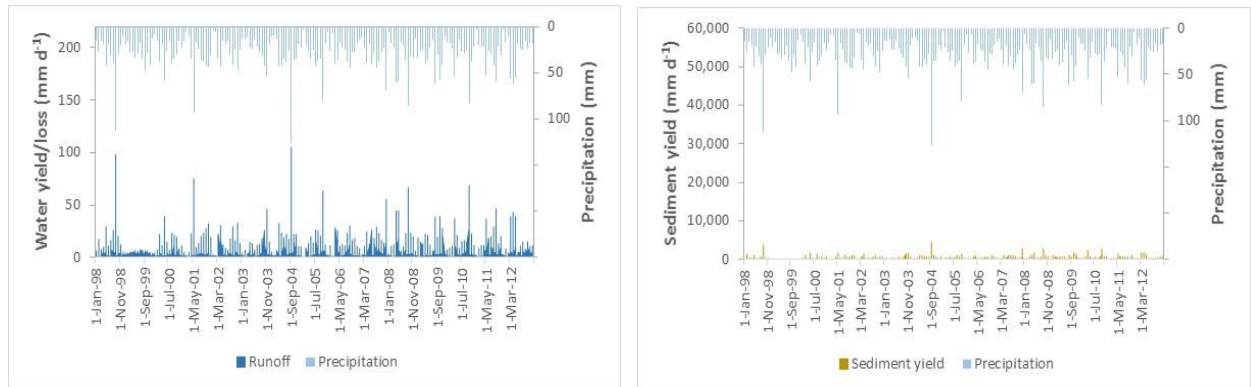 Water yield/loss (mm d-1)
200
150
100
50
0
0
50
100
Precipitation (mm)
1-Jan-98
1-Nov-98
1-Sep-99
1-Jul-00
1-May-01
1-Mar-02
1-Jan-03
1-Nov-03
1-Sep-04
1-Jul-05
1-May-06
1-Mar-07
1-Jan-08
1-Nov-08
1-Sep-09
1-Jul-10
1-May-11
1-Mar-12
Runoff Precipitation
Sediment yield (mm d-1)
60,000
50,000
40,000
30,000
20,000
10,000
0
0
50
100
Precipitation (mm)
1-Jan-98
1-Nov-98
1-Sep-99
1-Jul-00
1-May-01
1-Mar-02
1-Jan-03
1-Nov-03
1-Sep-04
1-Jul-05
1-May-06
1-Mar-07
1-Jan-08
1-Nov-08
1-Sep-09
1-Jul-10
1-May-11
1-Mar-12
Sediment yield Precipitation